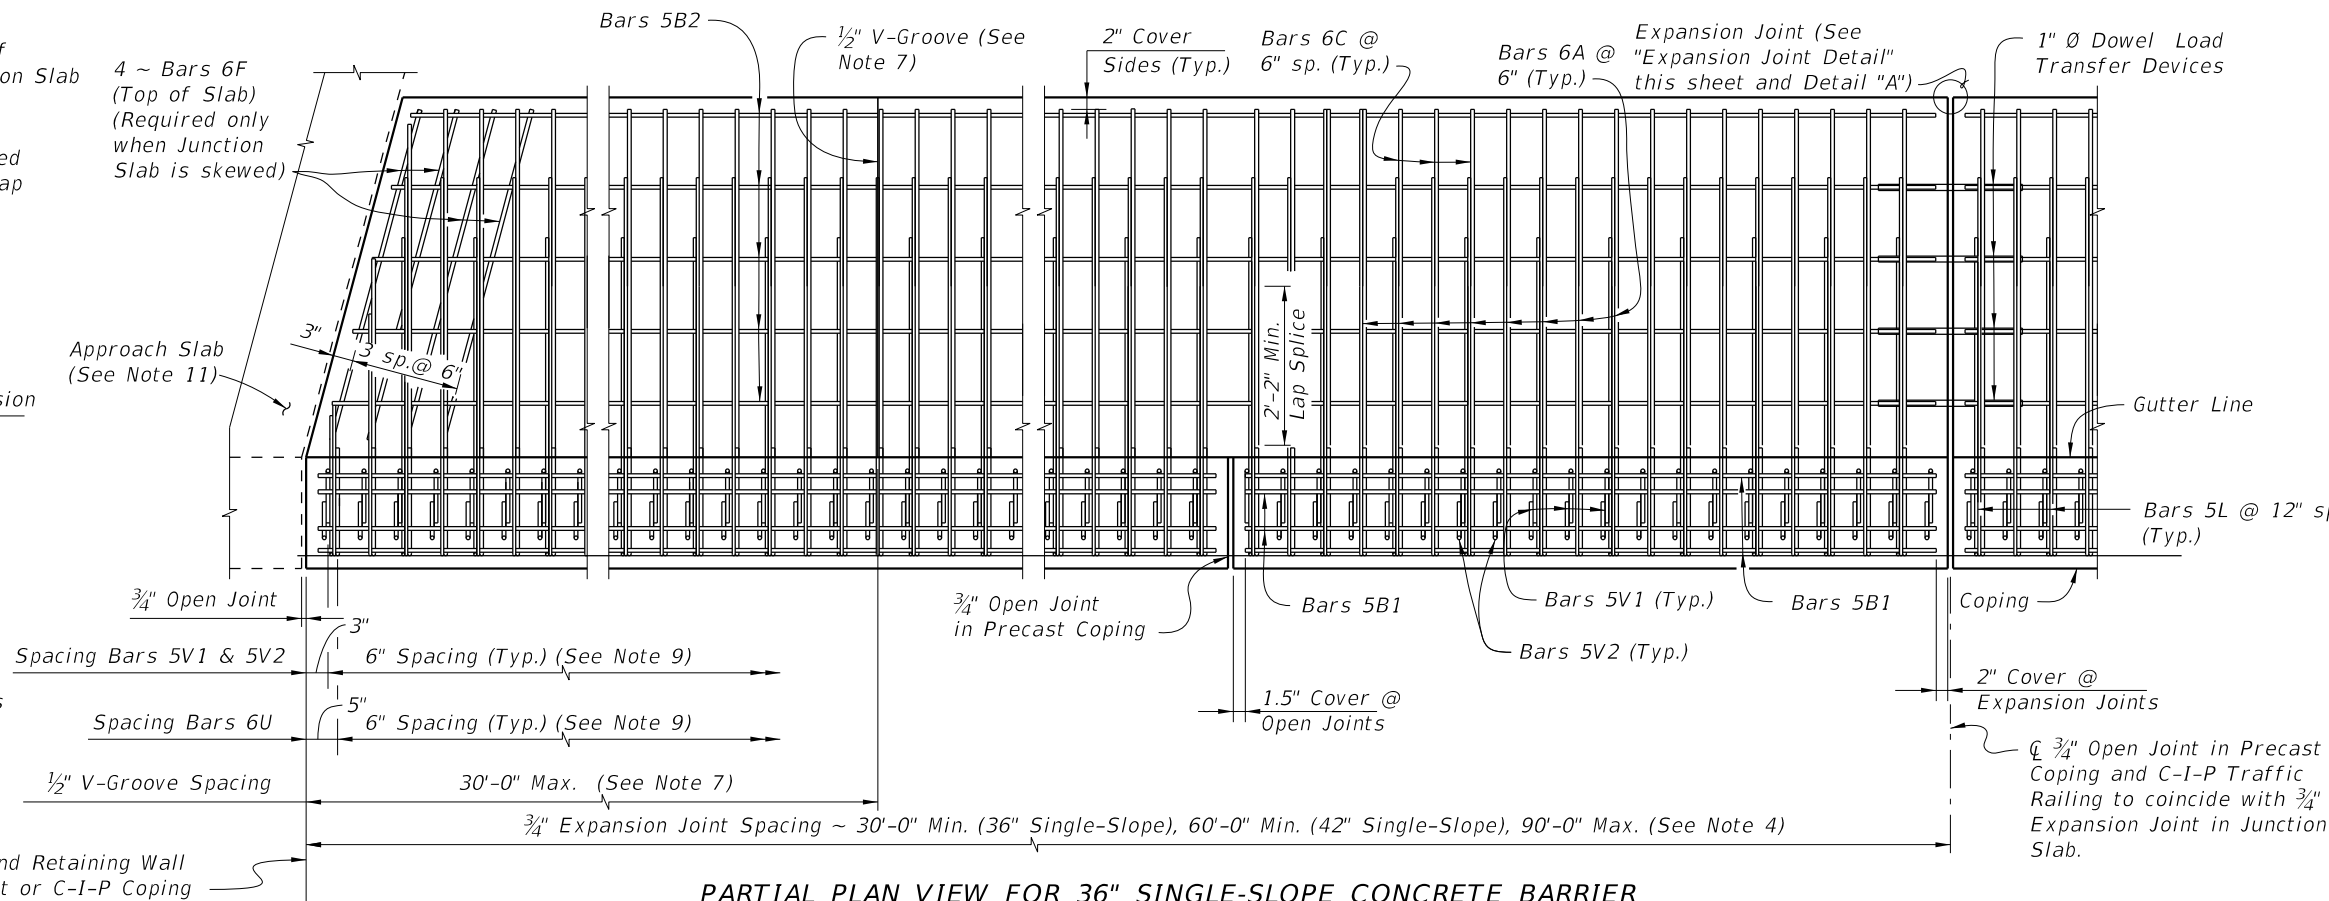 Bars 5B2
½" V-Groove (See
Note 7)
2" Cover
Sides (Typ.)
Bars 6C @
6" sp. (Typ.)
Bars 6A @
6" (Typ.)
Expansion Joint (See
"Expansion Joint Detail"
this sheet and Detail "A")
1" Ø Dowel Load
Transfer Devices
on Slab
4 ~ Bars 6F
(Top of Slab)
(Required only
when Junction
Slab is skewed)
ed
ap
3"
3 sp.@ 6"
Approach Slab
(See Note 11)
sion
2'-2" Min.
Lap Splice
Gutter Line
Bars 5L @ 12" sp
(Typ.)
¾" Open Joint
¾" Open Joint
in Precast Coping
Bars 5B1
Bars 5V1 (Typ.)
Bars 5B1
Coping
Bars 5V2 (Typ.)
3"
Spacing Bars 5V1 & 5V2
6" Spacing (Typ.) (See Note 9)
5"
Spacing Bars 6U
6" Spacing (Typ.) (See Note 9)
1.5" Cover @
Open Joints
2" Cover @
Expansion Joints
℄ ¾" Open Joint in Precast
Coping and C-I-P Traffic
Railing to coincide with ¾"
Expansion Joint in Junction
Slab.
½" V-Groove Spacing
30'-0" Max. (See Note 7)
¾" Expansion Joint Spacing ~ 30'-0" Min. (36" Single-Slope), 60'-0" Min. (42" Single-Slope), 90'-0" Max. (See Note 4)
nd Retaining Wall
t or C-I-P Coping
PARTIAL PLAN VIEW FOR 36" SINGLE-SLOPE CONCRETE BARRIER